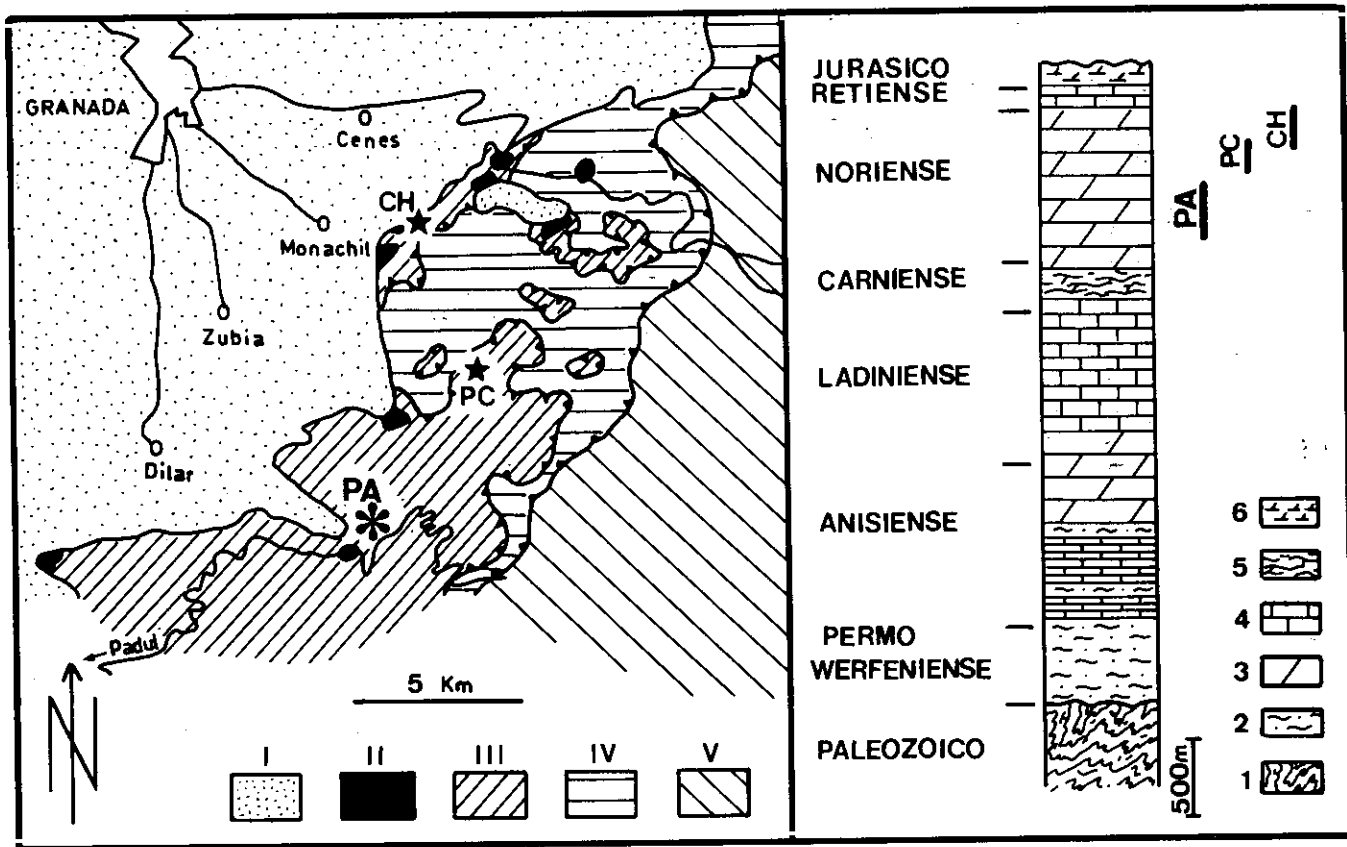 GRANADA
Cenes
CH
Monachil
Zubia
PC
Dilar
PA
Padul
N
5 Km
I II III IV V
JURASICO
RETIENSE
NORIENSE
CARNIENSE
LADINIENSE
ANISIENSE
PERMO
WERFENIENSE
PALEOZOICO
PA
PC
CH
6
5
4
3
2
1
500m